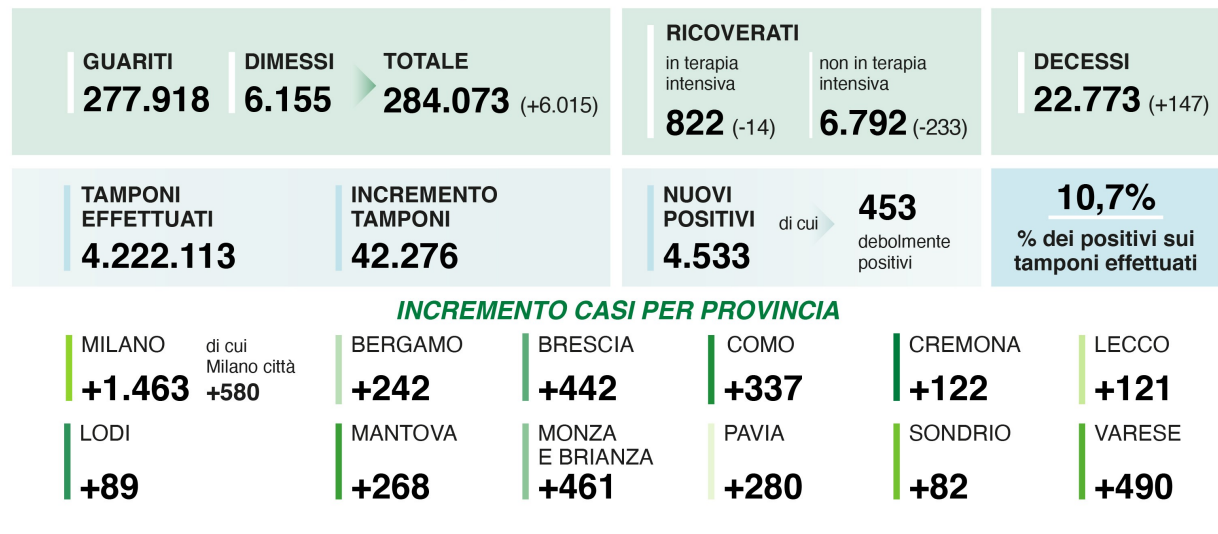 GUARITI
277.918
DIMESSI
6.155
TOTALE
284.073 (+6.015)
RICOVERATI
in terapia
intensiva
822 (-14)
non in terapia
intensiva
6.792 (-233)
DECESSI
22.773 (+147)
TAMPONI
EFFETTUATI
4.222.113
INCREMENTO
TAMPONI
42.276
NUOVI
POSITIVI
4.533
di cui
453
debolmente
positivi
10,7%
% dei positivi sui
tamponi effettuati
INCREMENTO CASI PER PROVINCIA
MILANO
+1.463
di cui
Milano città
+580
BERGAMO
+242
BRESCIA
+442
COMO
+337
CREMONA
+122
LECCO
+121
LODI
+89
MANTOVA
+268
MONZA
E BRIANZA
+461
PAVIA
+280
SONDRIO
+82
VARESE
+490